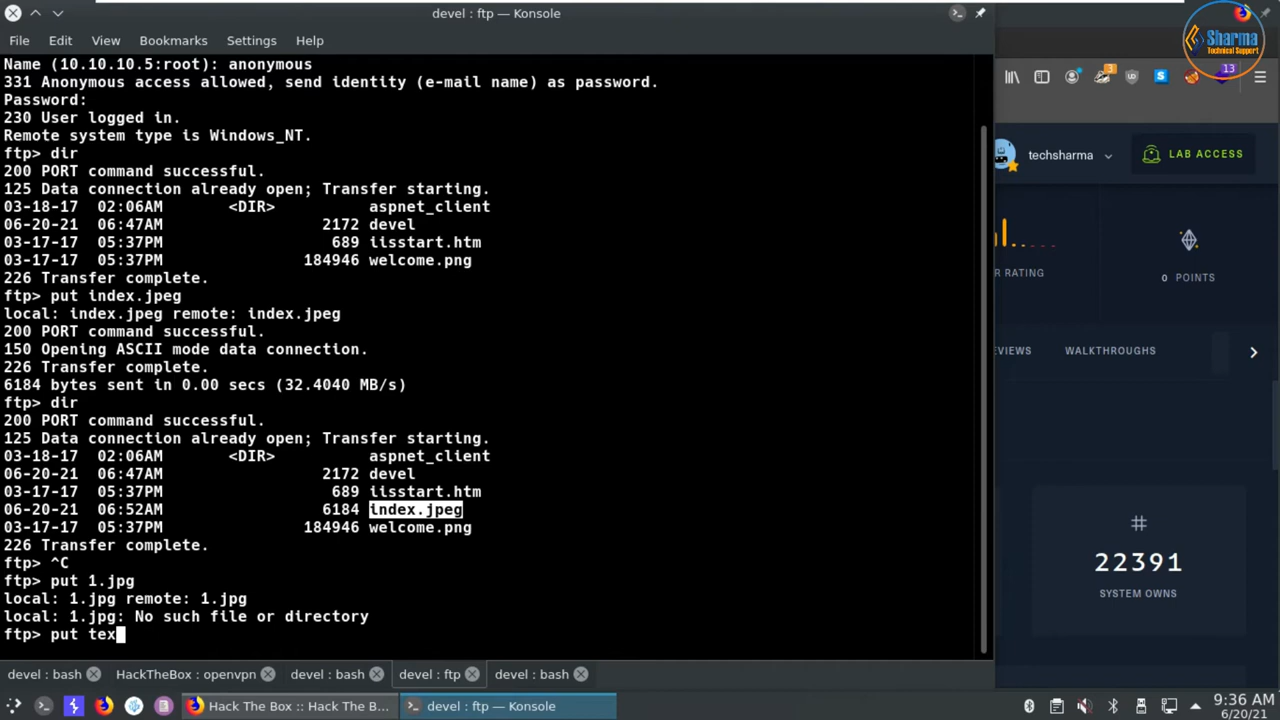 devel : ftp — Konsole
Sharma
Technical Support
File Edit View Bookmarks Settings Help
Name (10.10.10.5:root): anonymous
331 Anonymous access allowed, send identity (e-mail name) as password.
Password:
230 User logged in.
Remote system type is Windows_NT.
ftp> dir
200 PORT command successful.
125 Data connection already open; Transfer starting.
03-18-17 02:06AM <DIR> aspnet_client
06-20-21 06:47AM 2172 devel
03-17-17 05:37PM 689 iisstart.htm
03-17-17 05:37PM 184946 welcome.png
226 Transfer complete.
ftp> put index.jpeg
local: index.jpeg remote: index.jpeg
200 PORT command successful.
150 Opening ASCII mode data connection.
226 Transfer complete.
6184 bytes sent in 0.00 secs (32.4040 MB/s)
ftp> dir
200 PORT command successful.
125 Data connection already open; Transfer starting.
03-18-17 02:06AM <DIR> aspnet_client
06-20-21 06:47AM 2172 devel
03-17-17 05:37PM 689 iisstart.htm
06-20-21 06:52AM 6184 index.jpeg
03-17-17 05:37PM 184946 welcome.png
226 Transfer complete.
ftp> ^C
ftp> put 1.jpg
local: 1.jpg remote: 1.jpg
local: 1.jpg: No such file or directory
ftp> put tex
3
13
techsharma
LAB ACCESS
R RATING
0 POINTS
EVIEWS WALKTHROUGHS
#
22391
SYSTEM OWNS
devel : bash HackTheBox : openvpn devel : bash devel : ftp devel : bash
Hack The Box :: Hack The B... devel : ftp — Konsole
9:36 AM
6/20/21